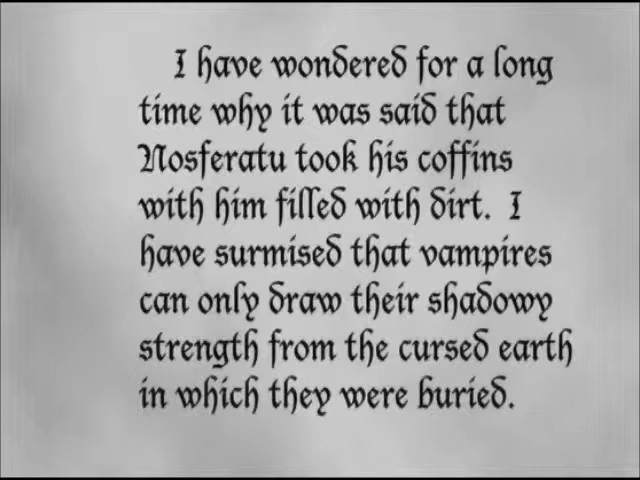 I have wondered for a long
time why it was said that
Nosferatu took his coffins
with him filled with dirt. I
have surmised that vampires
can only draw their shadowy
strength from the cursed earth
in which they were buried.